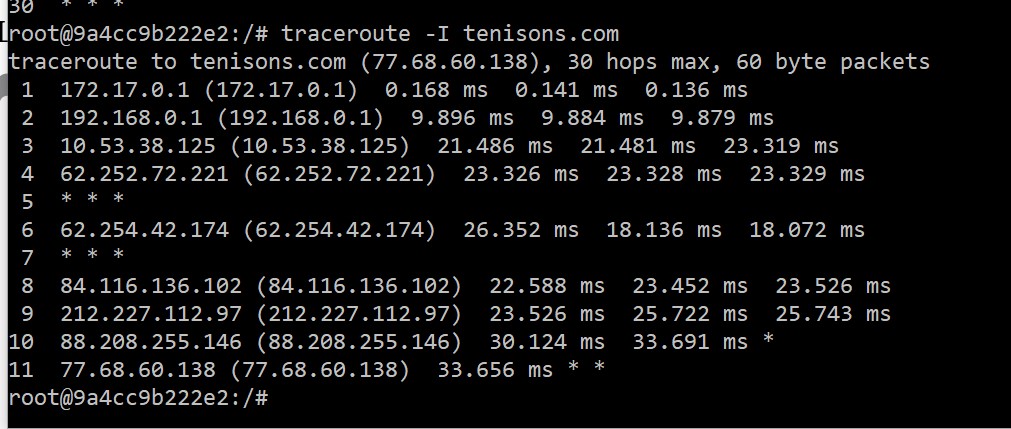 30  * * *
root@9a4cc9b222e2:/# traceroute -I tenisons.com
traceroute to tenisons.com (77.68.60.138), 30 hops max, 60 byte packets
 1  172.17.0.1 (172.17.0.1)  0.168 ms  0.141 ms  0.136 ms
 2  192.168.0.1 (192.168.0.1)  9.896 ms  9.884 ms  9.879 ms
 3  10.53.38.125 (10.53.38.125)  21.486 ms  21.481 ms  23.319 ms
 4  62.252.72.221 (62.252.72.221)  23.326 ms  23.328 ms  23.329 ms
 5  * * *
 6  62.254.42.174 (62.254.42.174)  26.352 ms  18.136 ms  18.072 ms
 7  * * *
 8  84.116.136.102 (84.116.136.102)  22.588 ms  23.452 ms  23.526 ms
 9  212.227.112.97 (212.227.112.97)  23.526 ms  25.722 ms  25.743 ms
10  88.208.255.146 (88.208.255.146)  30.124 ms  33.691 ms *
11  77.68.60.138 (77.68.60.138)  33.656 ms * *
root@9a4cc9b222e2:/#